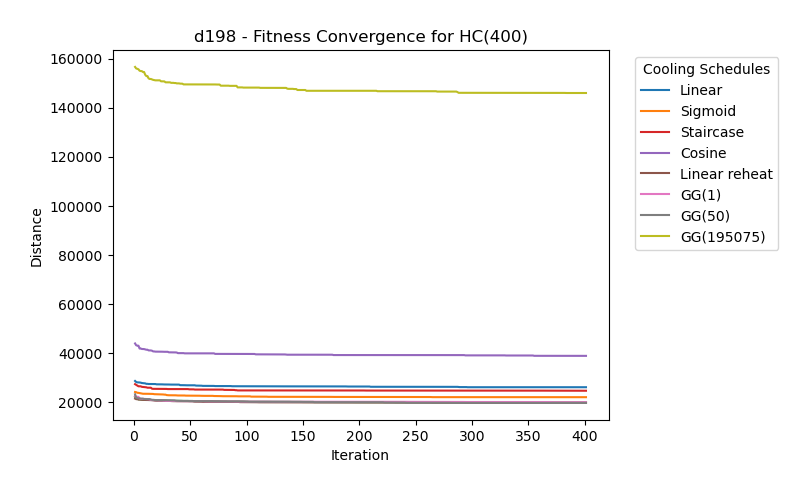 d198 - Fitness Convergence for HC(400)
160000
140000
120000
100000
80000
60000
40000
20000
Distance
0 50 100 150 200 250 300 350 400
Iteration
Cooling Schedules
Linear
Sigmoid
Staircase
Cosine
Linear reheat
GG(1)
GG(50)
GG(195075)